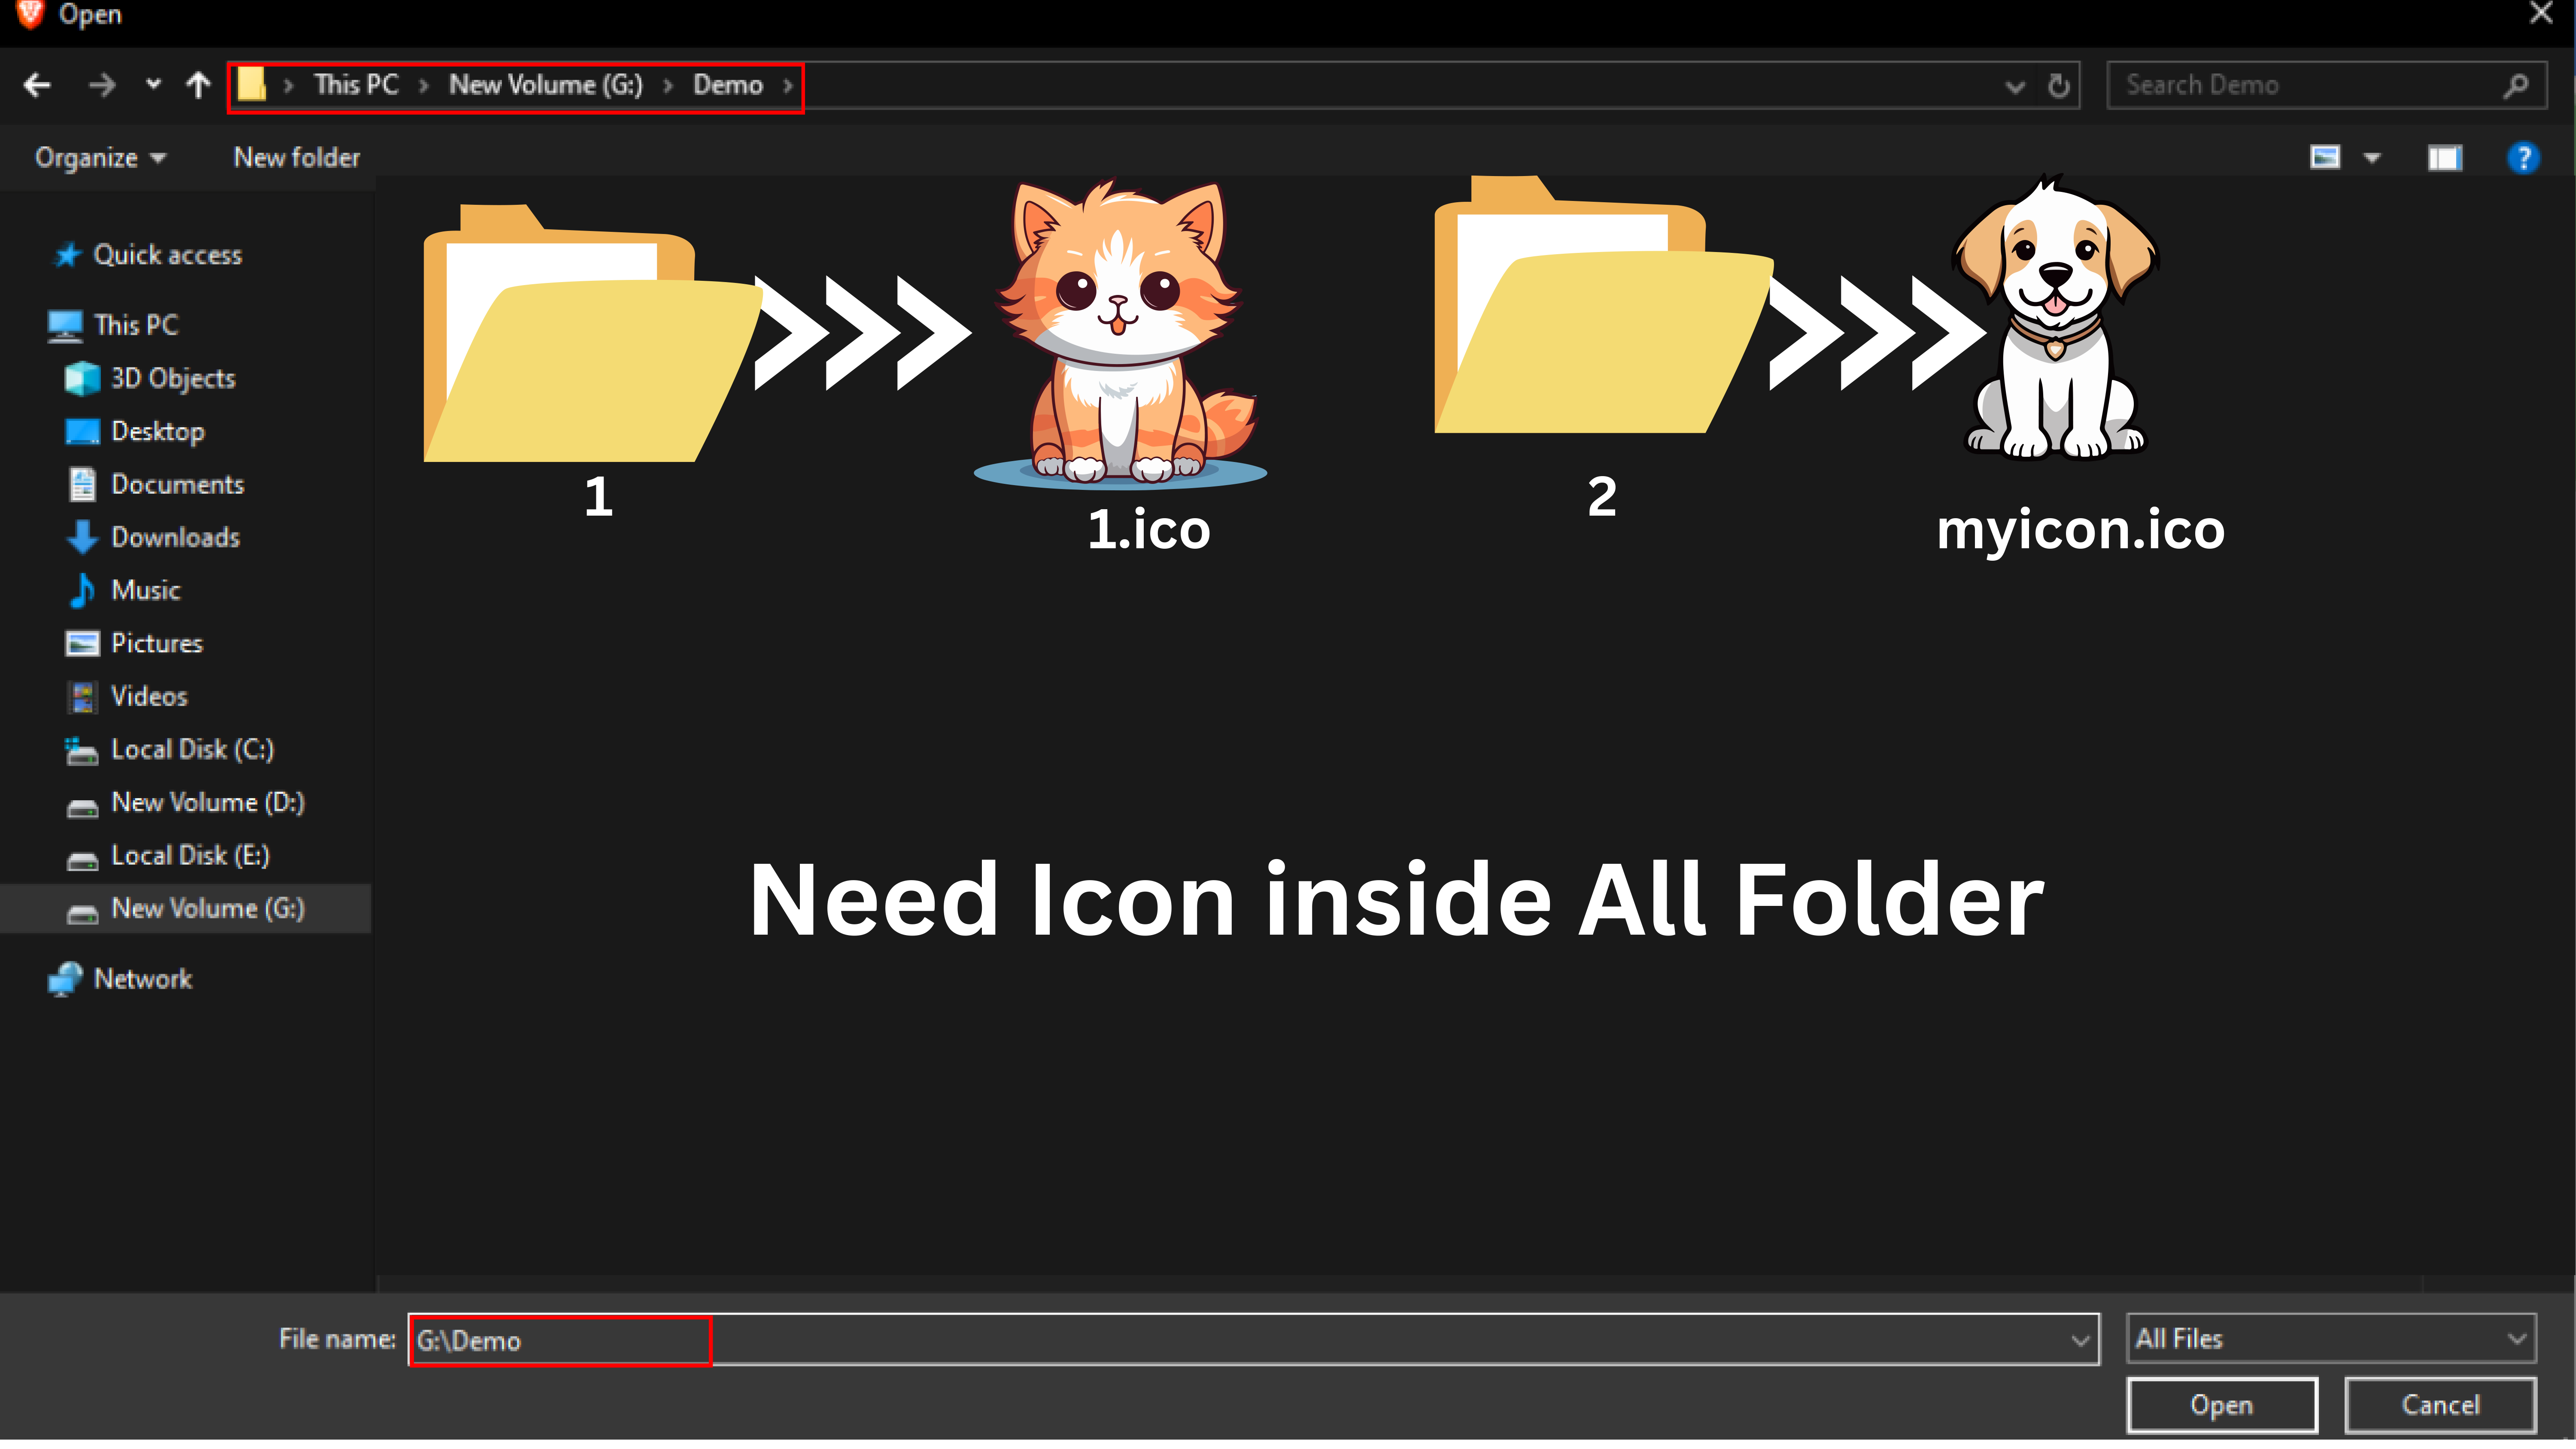 Open
This PC New Volume (G:) Demo
Search Demo
Organize New folder
Quick access
This PC
3D Objects
Desktop
Documents
Downloads
Music
Pictures
Videos
Local Disk (C:)
New Volume (D:)
Local Disk (E:)
New Volume (G:)
Network
1
1.ico
2
myicon.ico
Need Icon inside All Folder
File name: G:\Demo
All Files
Open Cancel